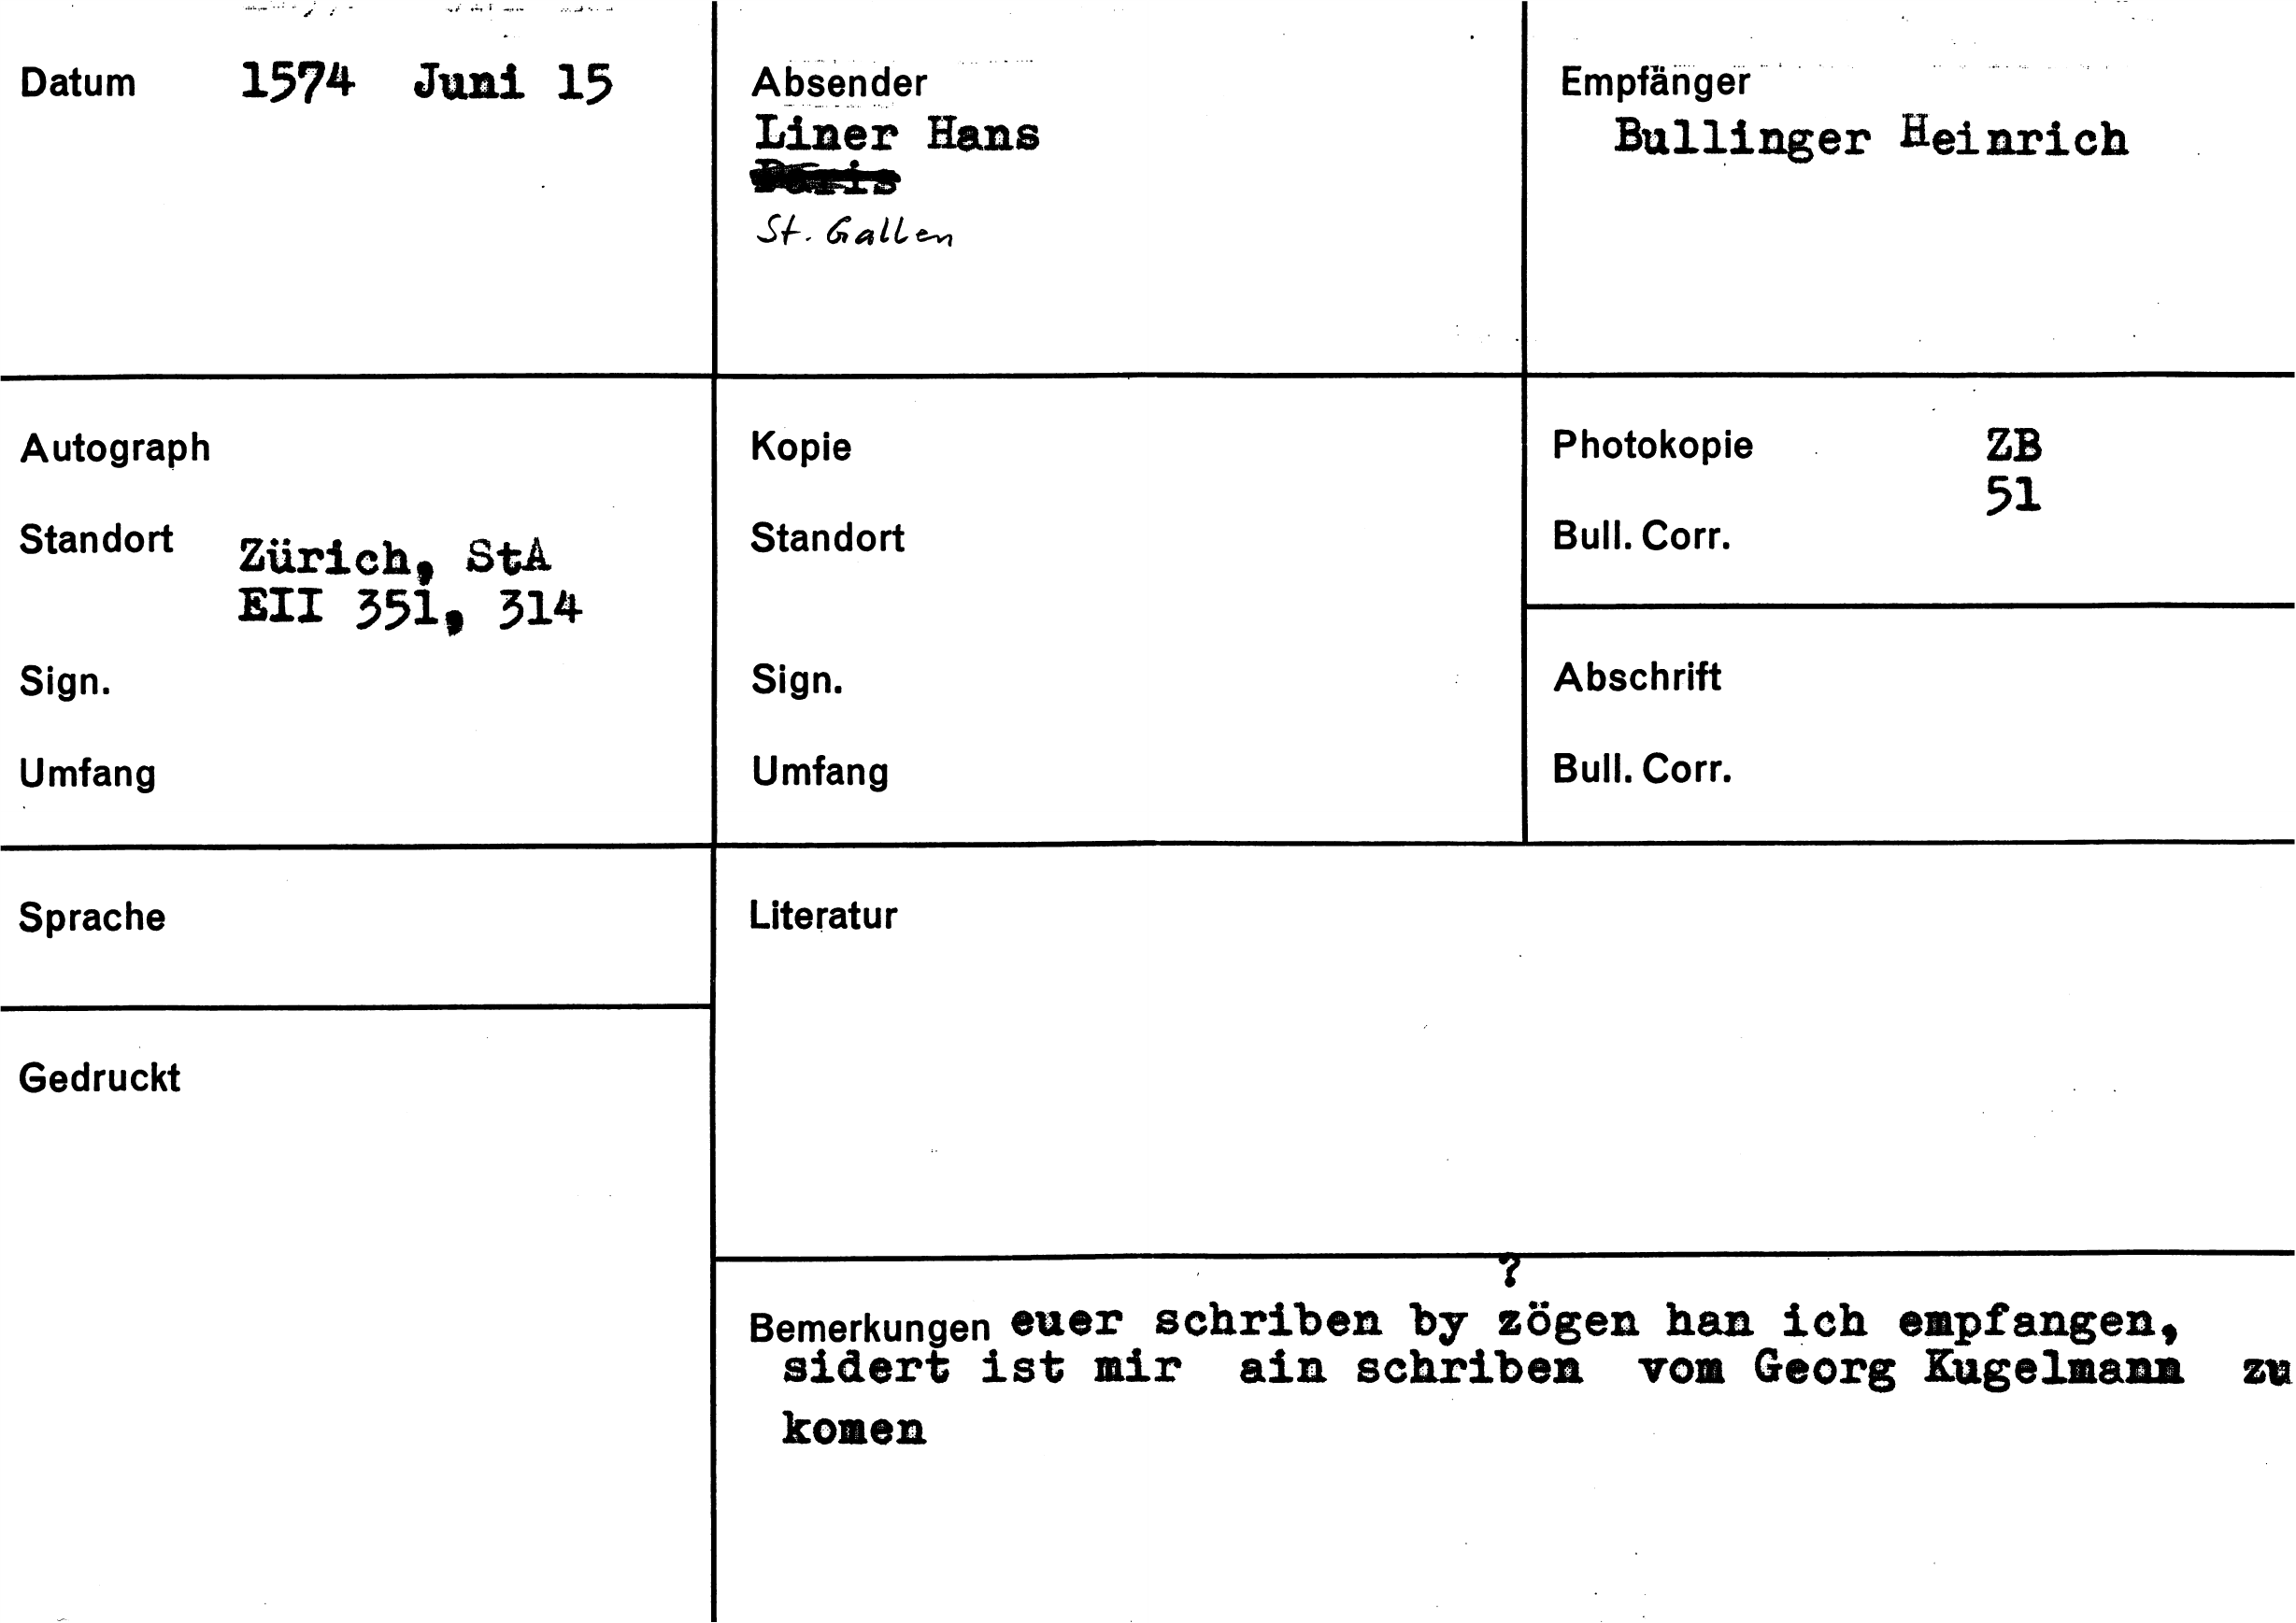 Datum 1574 Juni 15
Absender
Liner Hans
Paris
St. Gallen
Empfänger
Bullinger Heinrich
Autograph
Standort Zürich, StA
EII 351, 314
Sign.
Umfang
Kopie
Standort
Sign.
Umfang
Photokopie ZB
51
Bull. Corr.
Abschrift
Bull. Corr.
Sprache
Literatur
Gedruckt
?
Bemerkungen euer schriben by zögen han ich empfangen,
sidert ist mir ain schriben vom Georg Kugelmann zu
komen